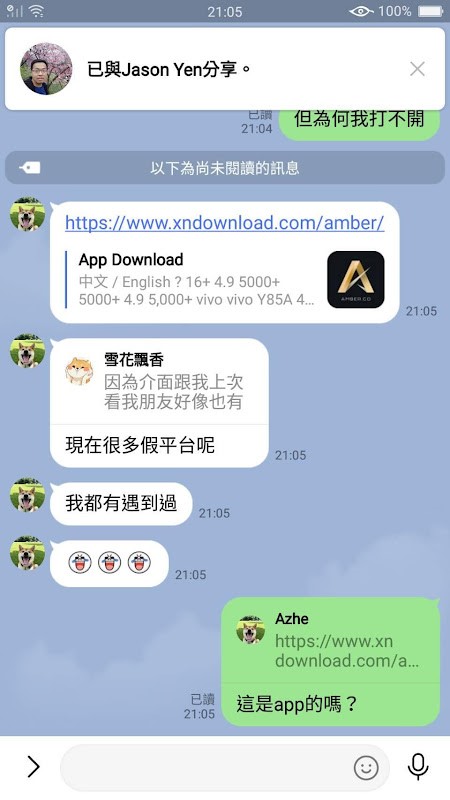 21:05
100%
已與Jason Yen分享。
但為何我打不開
已讀
21:04
以下為尚未閱讀的訊息
https://www.xndownload.com/amber/
App Download
中文 / English ? 16+ 4.9 5000+
5000+ 4.9 5,000+ vivo vivo Y85A 4...
AMBER.CO
21:05
雪花飄香
因為介面跟我上次
看我朋友好像也有
現在很多假平台呢
21:05
我都有遇到過
21:05
21:05
Azhe
https://www.xn
download.com/a...
這是app的嗎？
已讀
21:05